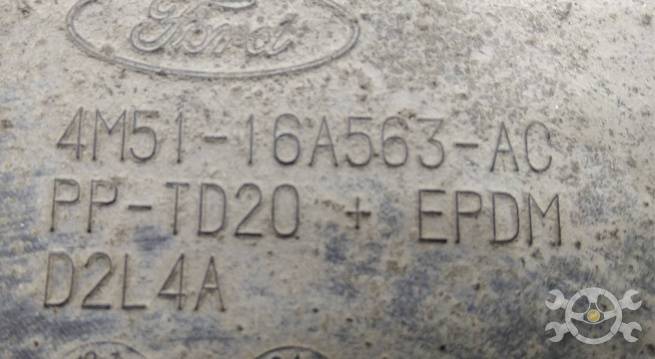 Ford
4M51-16A563-AC
PP-TD20 + EPDM
D2L4A